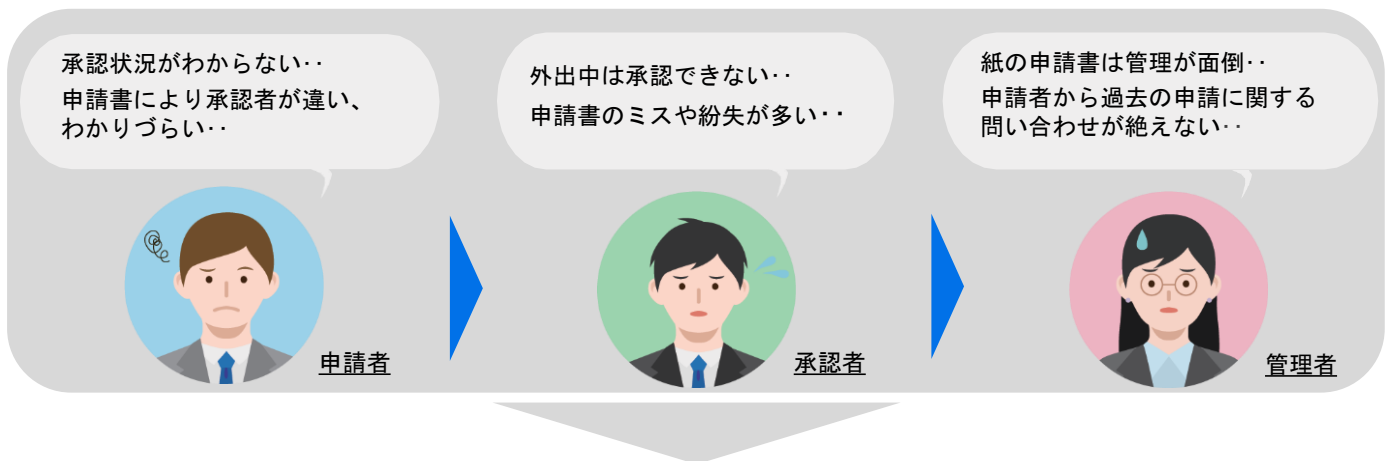 承認状況がわからない‥
申請書により承認者が違い、
わかりづらい‥
申請者
外出中は承認できない‥
申請書のミスや紛失が多い‥
承認者
紙の申請書は管理が面倒‥
申請者から過去の申請に関する
問い合わせが絶えない‥
管理者